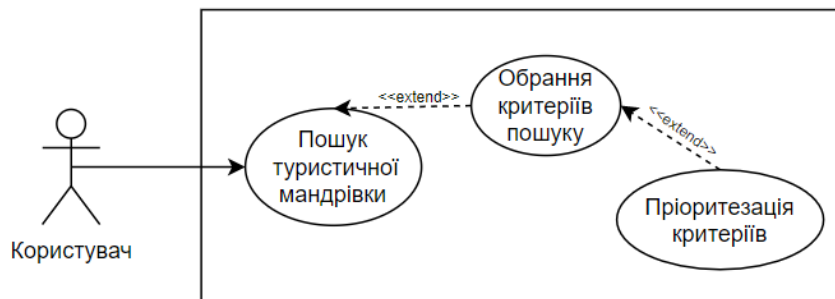 <<extend>>
Обрання
критеріїв
пошуку
<<extend>>
Пошук
туристичної
мандрівки
Пріоритезація
критеріїв
Користувач